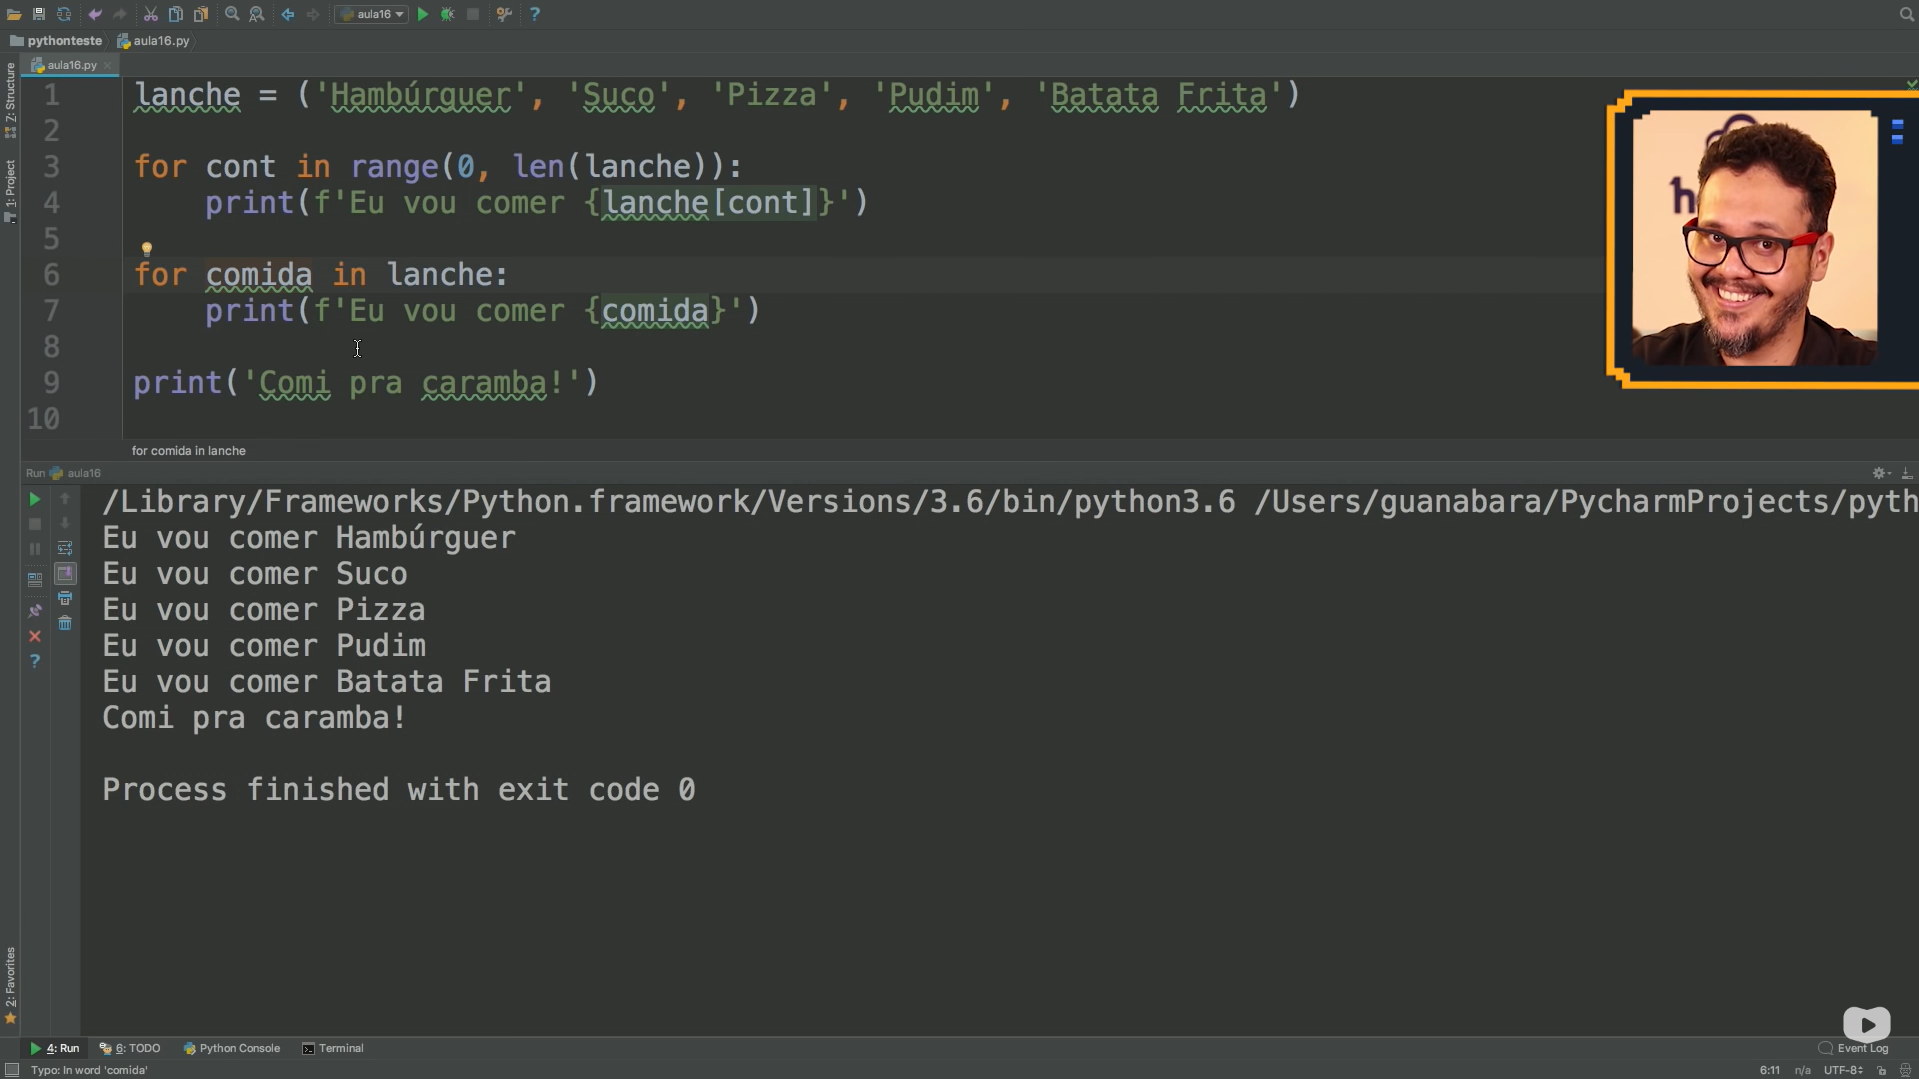 aula16
pythonteste
aula16.py
aula16.py
Z: Structure
1: Project
1 lanche = ('Hambúrguer', 'Suco', 'Pizza', 'Pudim', 'Batata Frita')
2
3 for cont in range(0, len(lanche)):
4 print(f'Eu vou comer {lanche[cont]}')
5
6 for comida in lanche:
7 print(f'Eu vou comer {comida}')
8
9 print('Comi pra caramba!')
10
for comida in lanche
Run aula16
/Library/Frameworks/Python.framework/Versions/3.6/bin/python3.6 /Users/guanabara/PycharmProjects/pyth
Eu vou comer Hambúrguer
Eu vou comer Suco
Eu vou comer Pizza
Eu vou comer Pudim
Eu vou comer Batata Frita
Comi pra caramba!
Process finished with exit code 0
2: Favorites
4: Run 6: TODO Python Console Terminal Event Log
Typo: In word 'comida' 6:11 n/a UTF-8